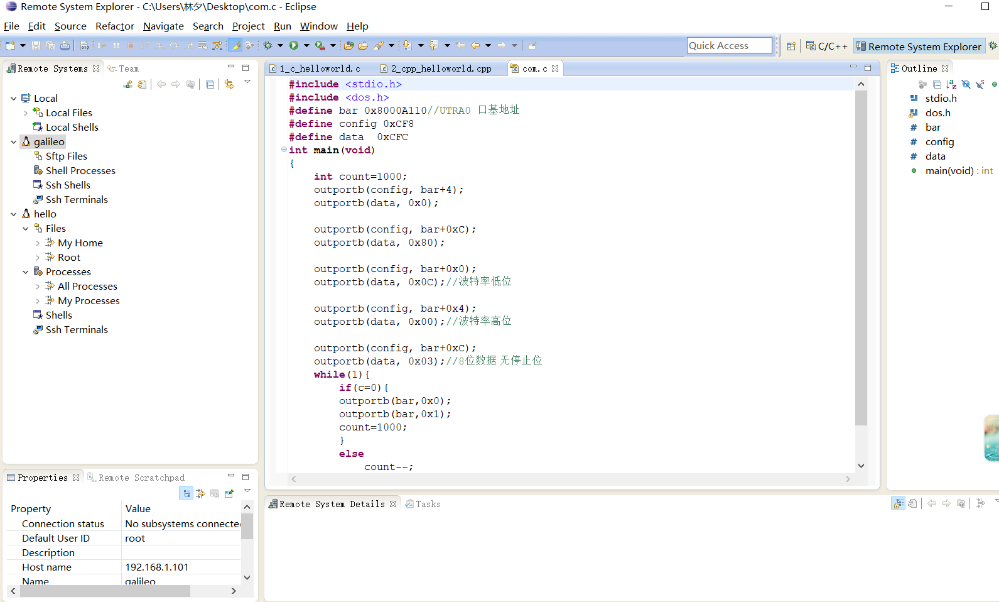 Remote System Explorer - C:\Users\林夕\Desktop\com.c - Eclipse
File Edit Source Refactor Navigate Search Project Run Window Help
Quick Access
C/C++
Remote System Explorer
Remote Systems
Team
Local
Local Files
Local Shells
galileo
Sftp Files
Shell Processes
Ssh Shells
Ssh Terminals
hello
Files
My Home
Root
Processes
All Processes
My Processes
Shells
Ssh Terminals
Properties
Remote Scratchpad
Property Value
Connection status No subsystems connected
Default User ID root
Description
Host name 192.168.1.101
Name galileo
1_c_helloworld.c
2_cpp_helloworld.cpp
com.c
#include <stdio.h>
#include <dos.h>
#define bar 0x8000A110//UTRA0 口基地址
#define config 0xCF8
#define data  0xCFC
int main(void)
{
    int count=1000;
    outportb(config, bar+4);
    outportb(data, 0x0);
    outportb(config, bar+0xC);
    outportb(data, 0x80);
    outportb(config, bar+0x0);
    outportb(data, 0x0C);//波特率低位
    outportb(config, bar+0x4);
    outportb(data, 0x00);//波特率高位
    outportb(config, bar+0xC);
    outportb(data, 0x03);//8位数据 无停止位
    while(1){
        if(c=0){
        outportb(bar,0x0);
        outportb(bar,0x1);
        count=1000;
        }
        else
            count--;
Remote System Details
Tasks
Outline
stdio.h
dos.h
# bar
# config
# data
main(void) : int